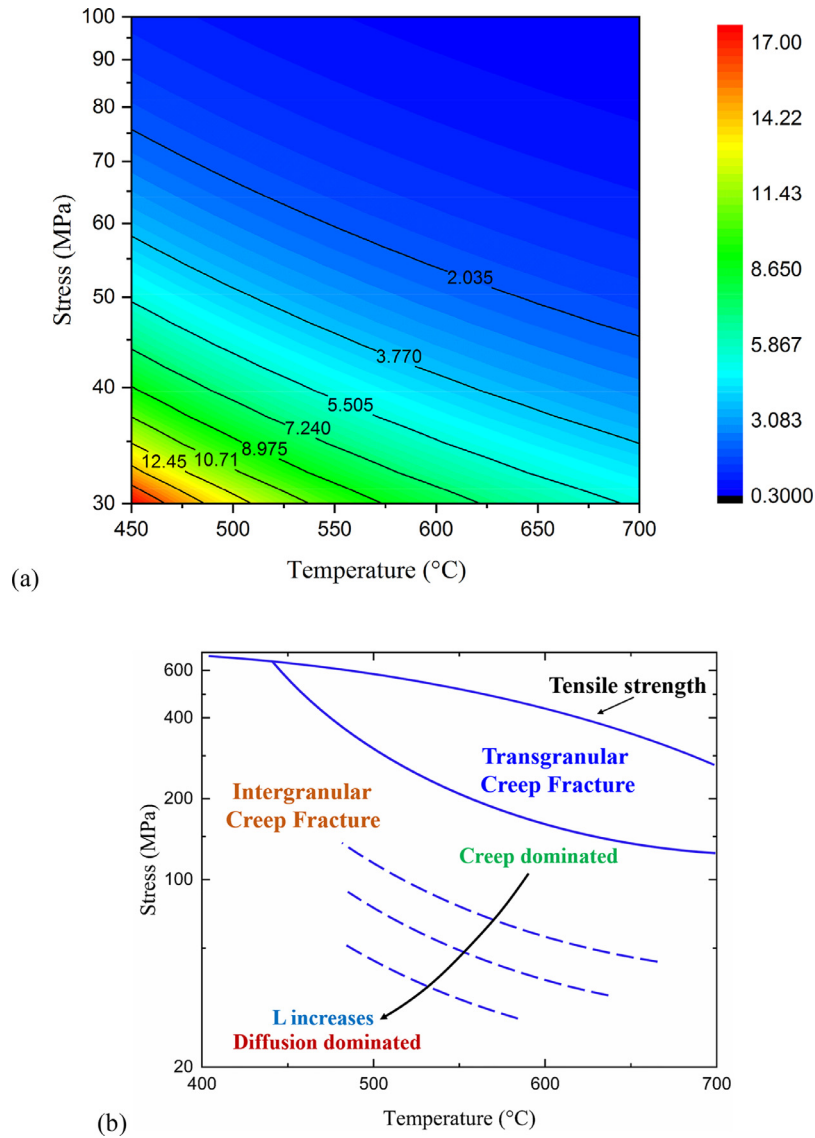 100
90
80
70
60
50
40
30
Stress (MPa)
2.035
3.770
5.505
7.240
8.975
10.71
12.45
450
500
550
600
650
700
Temperature (°C)
17.00
14.22
11.43
8.650
5.867
3.083
0.3000
(a)
600
400
200
100
20
Stress (MPa)
Tensile strength
Transgranular
Creep Fracture
Intergranular
Creep Fracture
Creep dominated
L increases
Diffusion dominated
400
500
600
700
Temperature (°C)
(b)